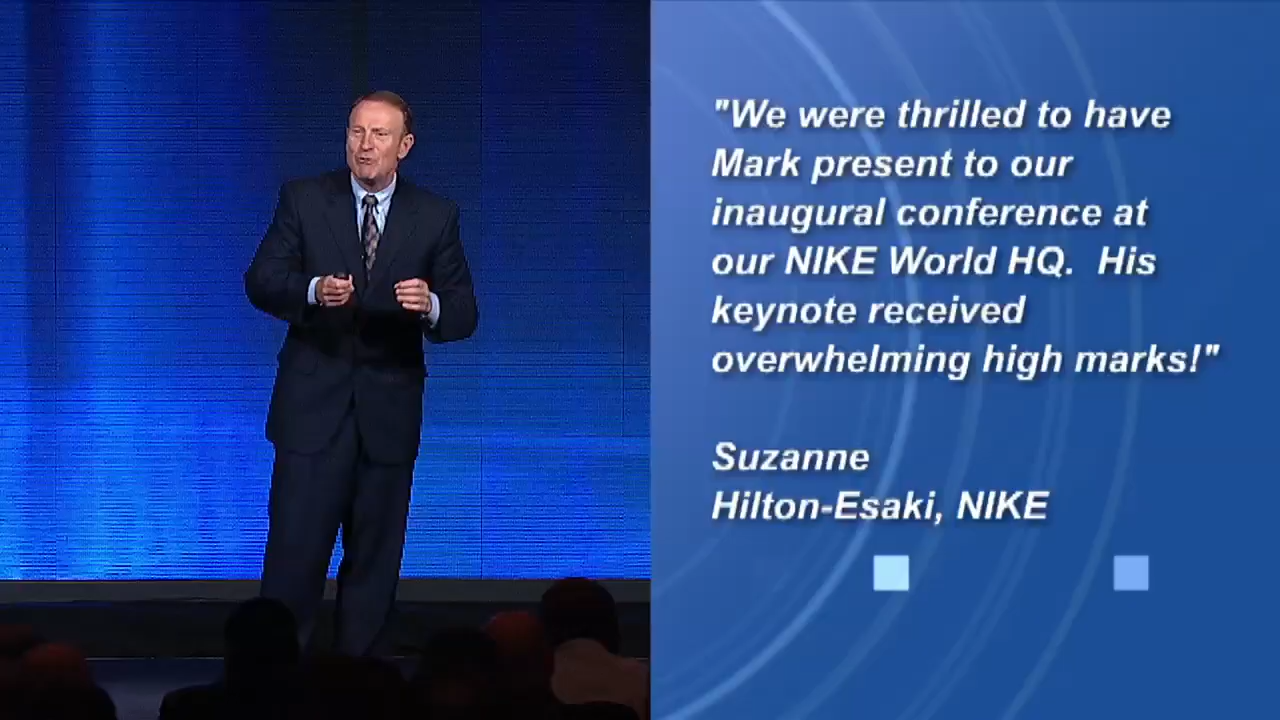 "We were thrilled to have
Mark present to our
inaugural conference at
our NIKE World HQ.  His
keynote received
overwhelming high marks!"
Suzanne
Hilton-Esaki, NIKE